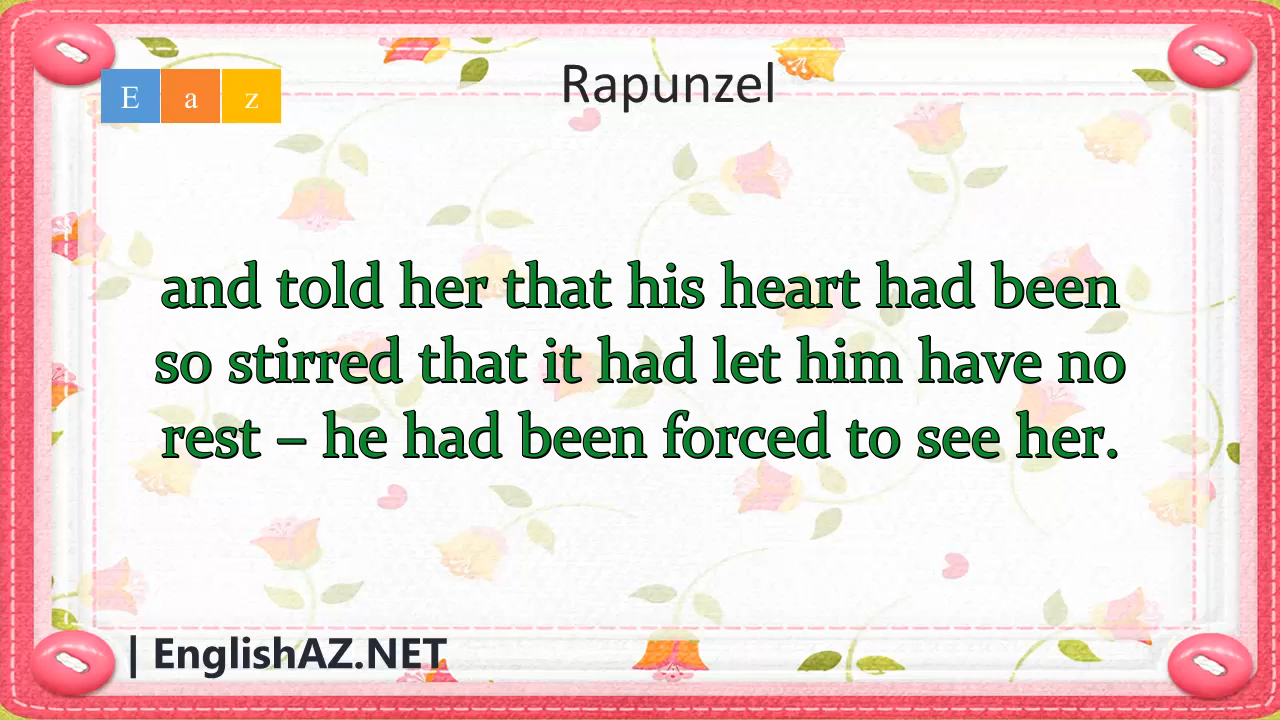 Rapunzel
E a z
and told her that his heart had been
so stirred that it had let him have no
rest – he had been forced to see her.
| EnglishAZ.NET